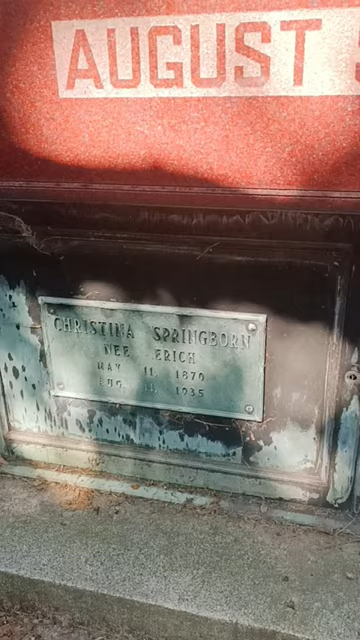 AUGUST
CHRISTINA SPRINGBORN
NEE ERICH
MAY 11 1870
AUG. 1935